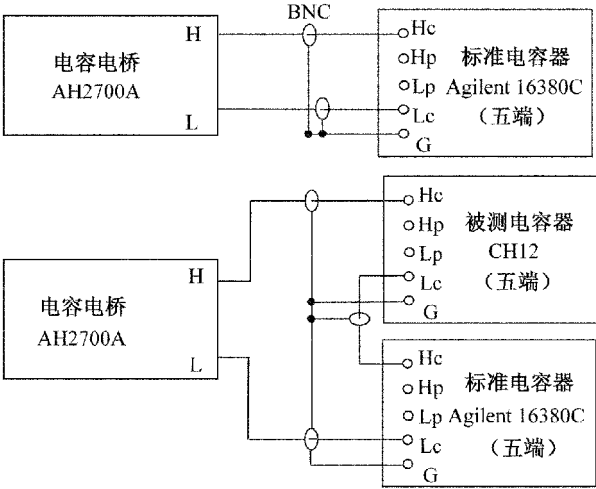 BNC
电容电桥
AH2700A
H
L
Hc
Hp
Lp
Lc
G
标准电容器
Agilent 16380C
（五端）
电容电桥
AH2700A
H
L
Hc
Hp
Lp
Lc
G
被测电容器
CH12
（五端）
Hc
Hp
Lp
Lc
G
标准电容器
Agilent 16380C
（五端）